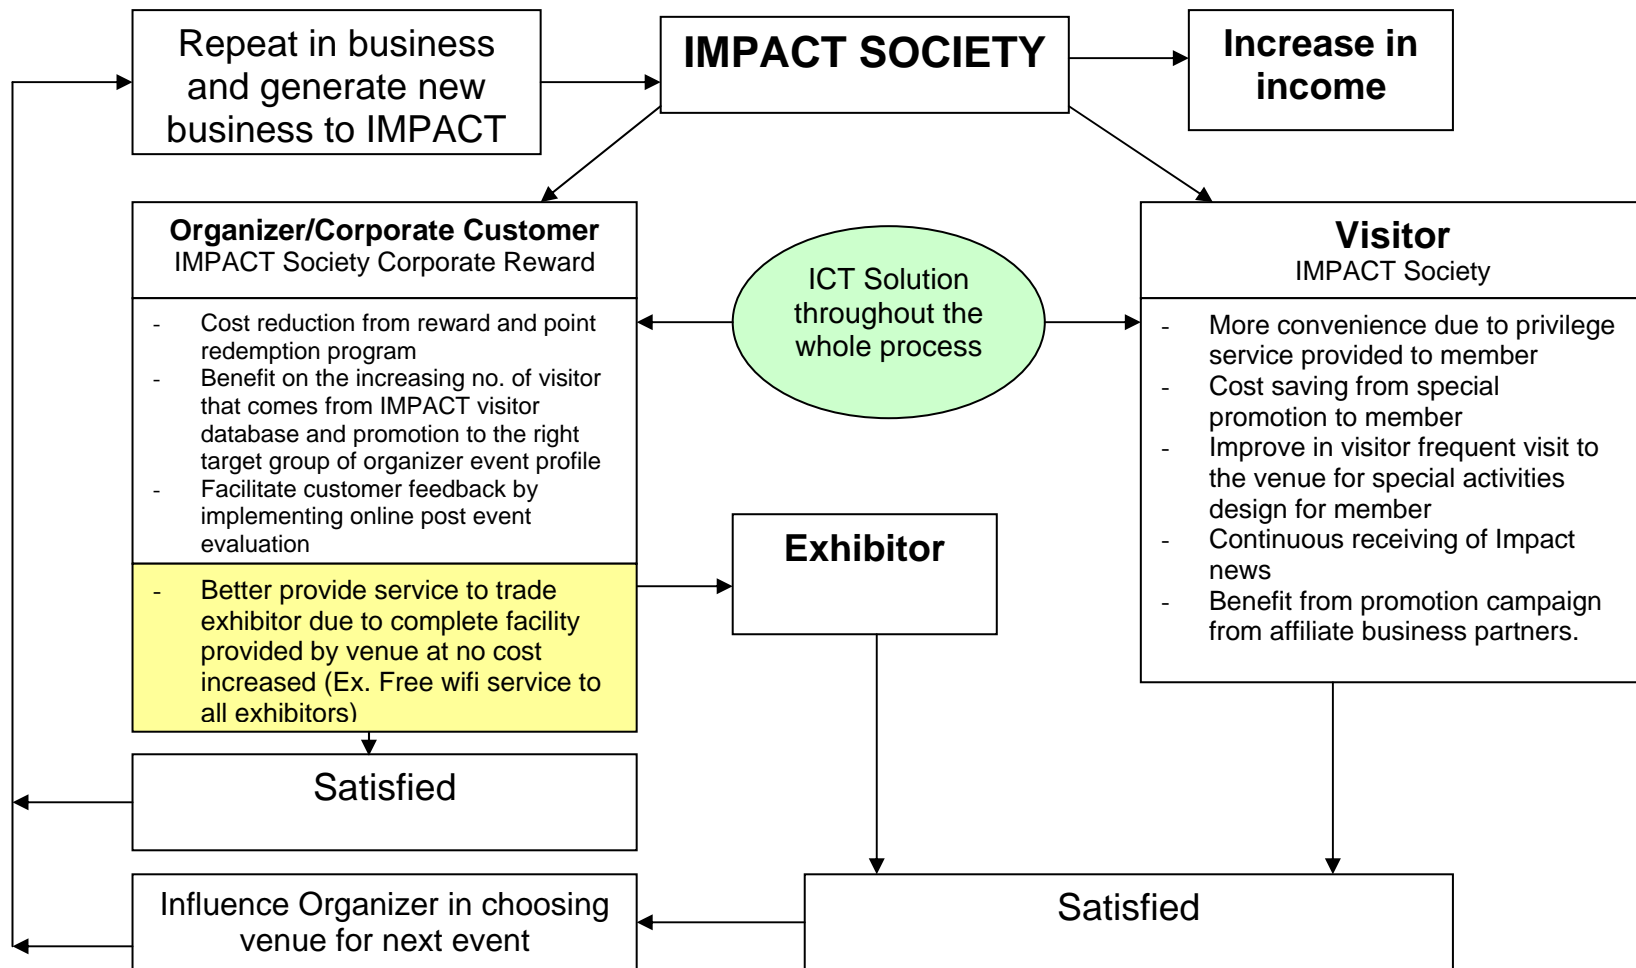 Repeat in business
and generate new
business to IMPACT
IMPACT SOCIETY
Increase in
income
Organizer/Corporate Customer
IMPACT Society Corporate Reward
- Cost reduction from reward and point
redemption program
- Benefit on the increasing no. of visitor
that comes from IMPACT visitor
database and promotion to the right
target group of organizer event profile
- Facilitate customer feedback by
implementing online post event
evaluation
- Better provide service to trade
exhibitor due to complete facility
provided by venue at no cost
increased (Ex. Free wifi service to
all exhibitors)
ICT Solution
throughout the
whole process
Visitor
IMPACT Society
- More convenience due to privilege
service provided to member
- Cost saving from special
promotion to member
- Improve in visitor frequent visit to
the venue for special activities
design for member
- Continuous receiving of Impact
news
- Benefit from promotion campaign
from affiliate business partners.
Exhibitor
Satisfied
Influence Organizer in choosing
venue for next event
Satisfied